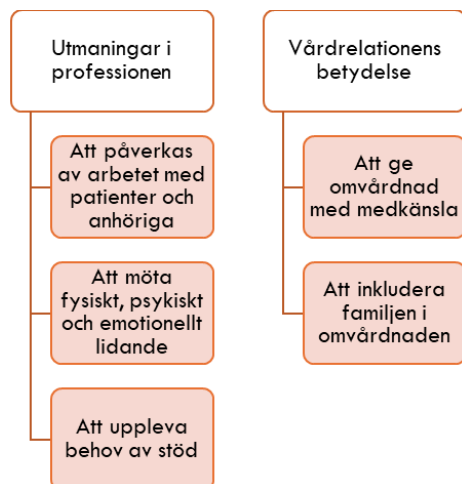 Utmaningar i
professionen
Att påverkas
av arbetet med
patienter och
anhöriga
Att möta
fysiskt, psykiskt
och emotionellt
lidande
Att uppleva
behov av stöd
Vårdrelationens
betydelse
Att ge
omvårdnad
med medkänsla
Att inkludera
familjen i
omvårdnaden